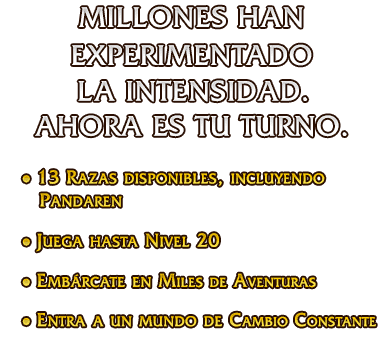 MILLONES HAN
EXPERIMENTADO
LA INTENSIDAD.
AHORA ES TU TURNO.
• 13 Razas disponibles, incluyendo
Pandaren
• Juega hasta Nivel 20
• Embárcate en Miles de Aventuras
• Entra a un mundo de Cambio Constante